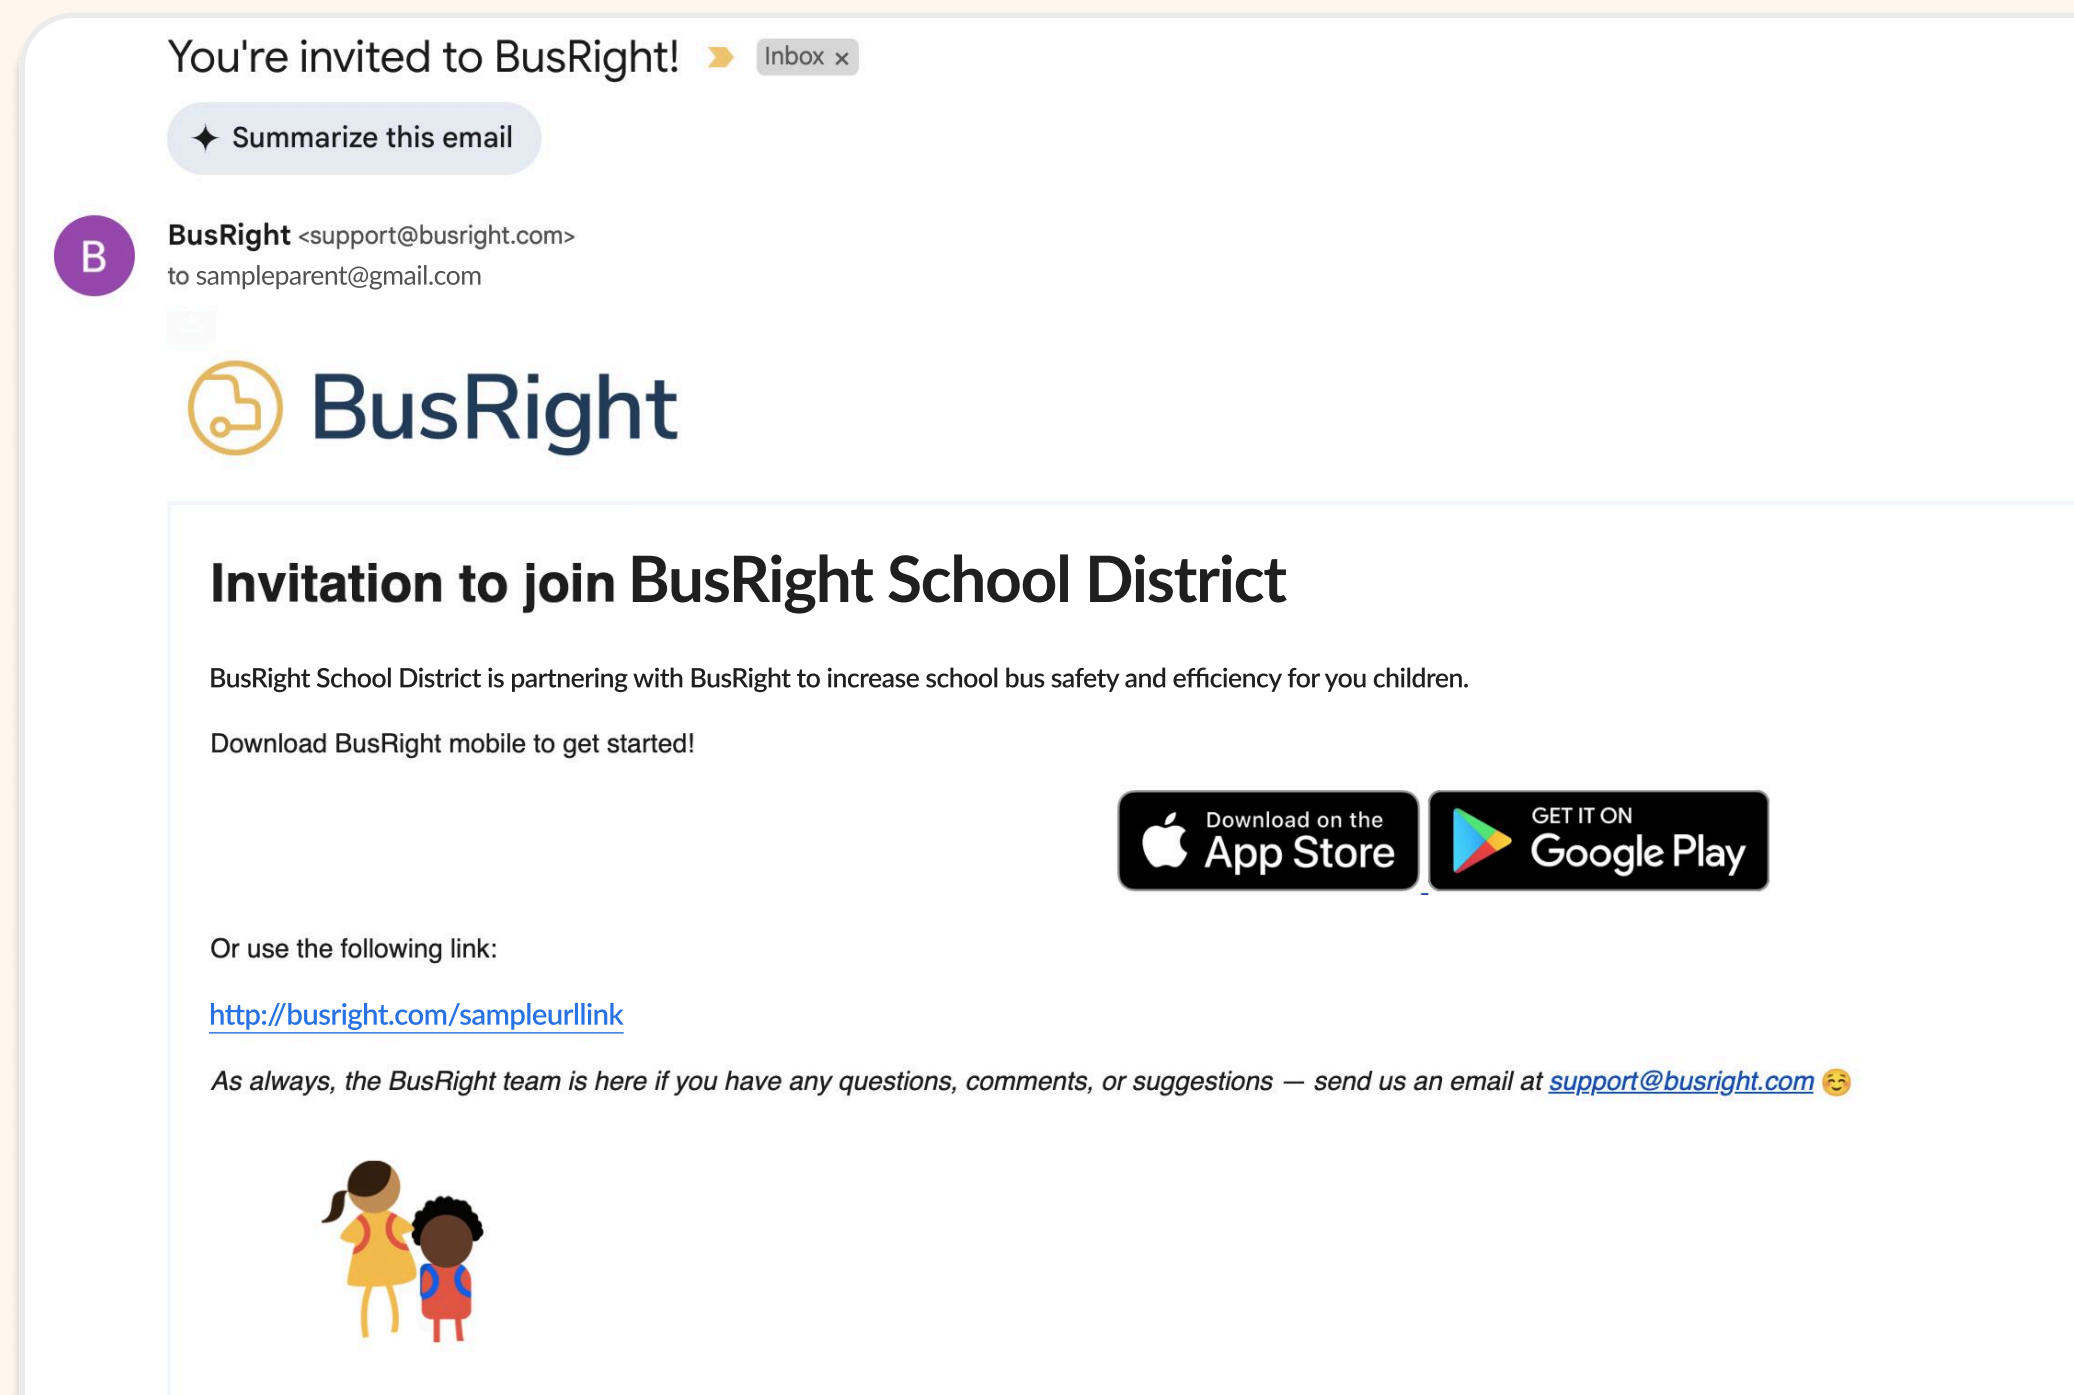 You're invited to BusRight!
Inbox ×
Summarize this email
B
BusRight <support@busright.com>
to sampleparent@gmail.com
BusRight
Invitation to join BusRight School District
BusRight School District is partnering with BusRight to increase school bus safety and efficiency for you children.
Download BusRight mobile to get started!
Download on the
App Store
GET IT ON
Google Play
Or use the following link:
http://busright.com/sampleurllink
As always, the BusRight team is here if you have any questions, comments, or suggestions — send us an email at support@busright.com ☺️